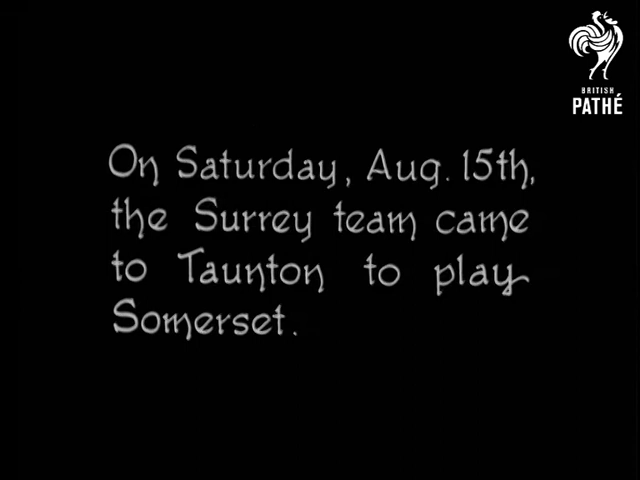 BRITISH
PATHÉ
On Saturday, Aug. 15th,
the Surrey team came
to Taunton to play
Somerset.